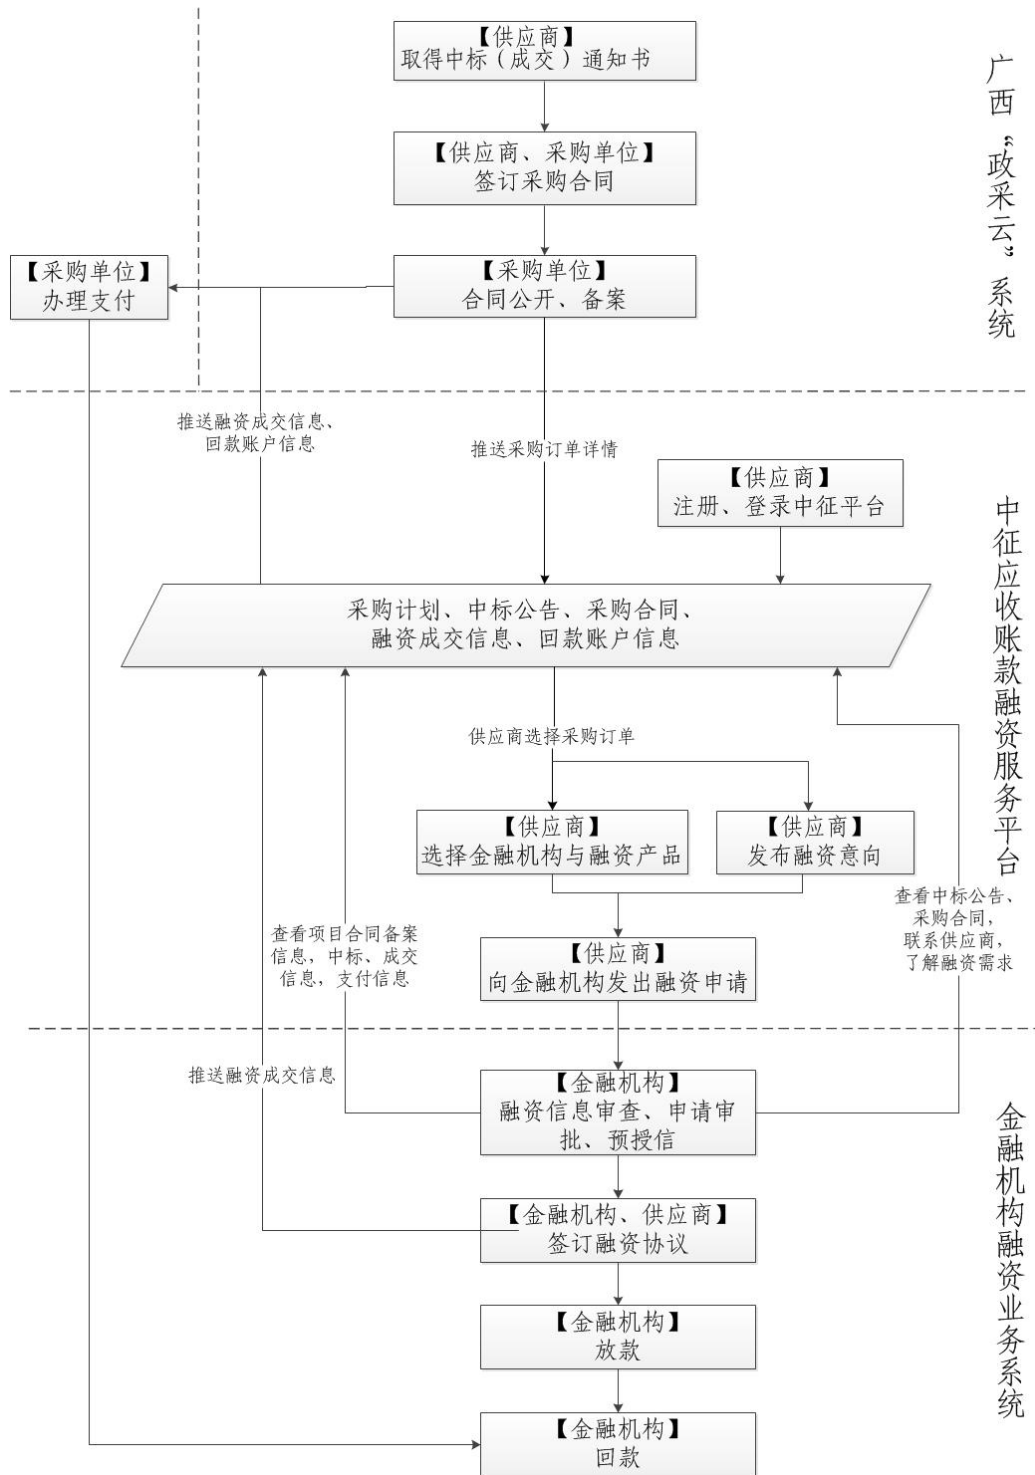 【供应商】
取得中标（成交）通知书
【供应商、采购单位】
签订采购合同
【采购单位】
办理支付
【采购单位】
合同公开、备案
广西“政采云”系统
推送融资成交信息、
回款账户信息
推送采购订单详情
【供应商】
注册、登录中征平台
采购计划、中标公告、采购合同、
融资成交信息、回款账户信息
中征应收账款融资服务平台
供应商选择采购订单
【供应商】
选择金融机构与融资产品
【供应商】
发布融资意向
查看中标公告、
采购合同，
联系供应商，
了解融资需求
查看项目合同备案
信息，中标、成交
信息，支付信息
【供应商】
向金融机构发出融资申请
推送融资成交信息
【金融机构】
融资信息审查、申请审
批、预授信
【金融机构、供应商】
签订融资协议
【金融机构】
放款
【金融机构】
回款
金融机构融资业务系统